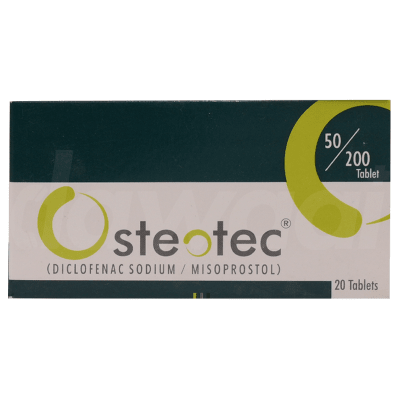 50/200
Tablet
Osteotec®
(DICLOFENAC SODIUM / MISOPROSTOL)
20 Tablets